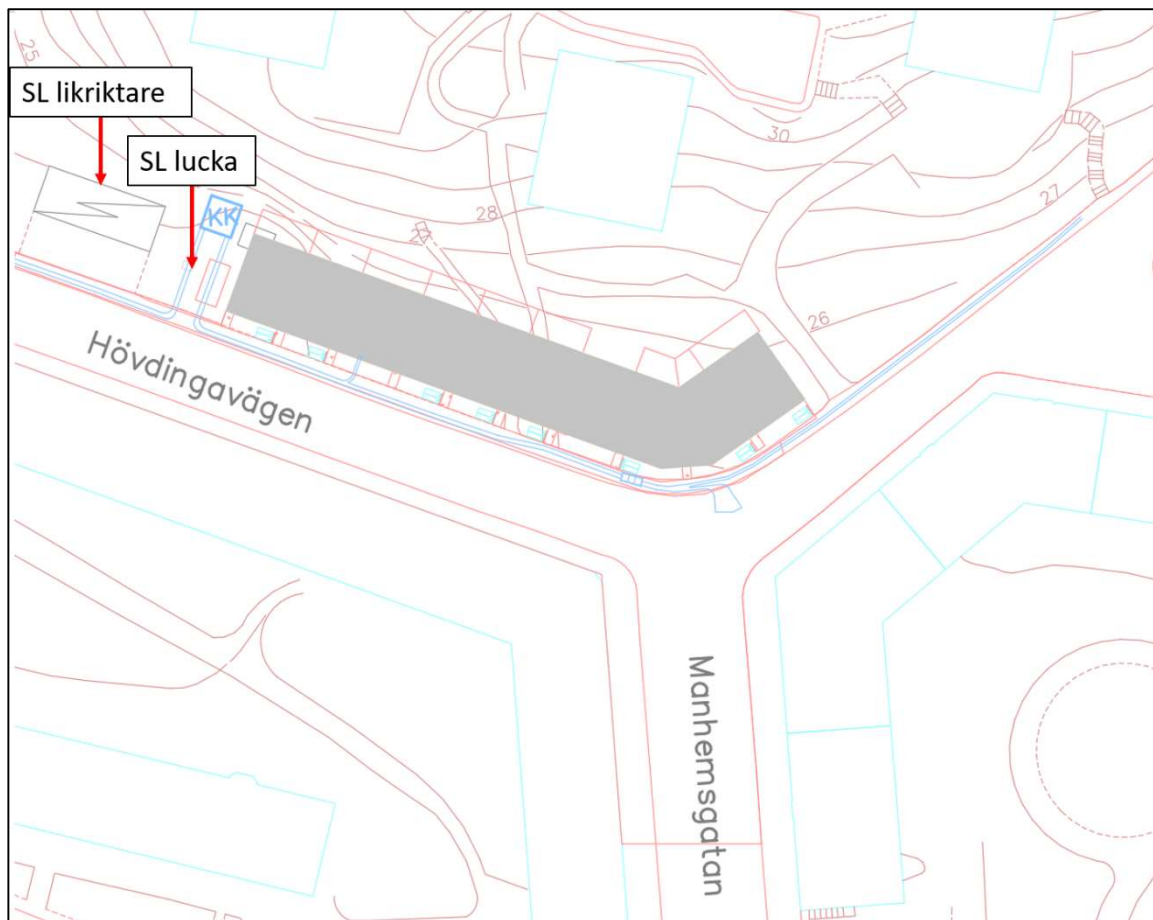 25
SL likriktare
SL lucka
30
KK
28
27
26
Hövdingavägen
Manhemsgatan